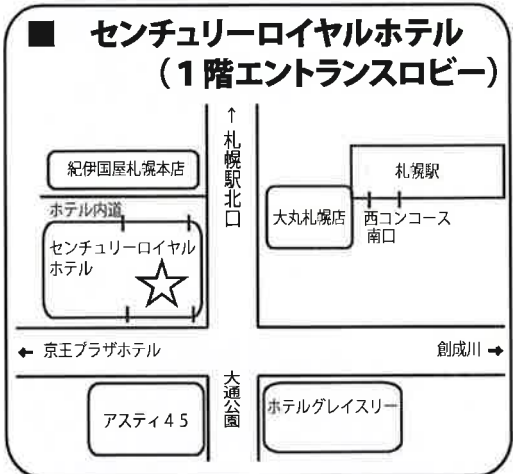 ■ センチュリーロイヤルホテル
（１階エントランスロビー）
↑
札幌駅北口
紀伊国屋札幌本店
札幌駅
ホテル内道
大丸札幌店
西コンコース
南口
センチュリーロイヤル
ホテル
← 京王プラザホテル
創成川 →
アスティ４５
大通公園
ホテルグレイスリー